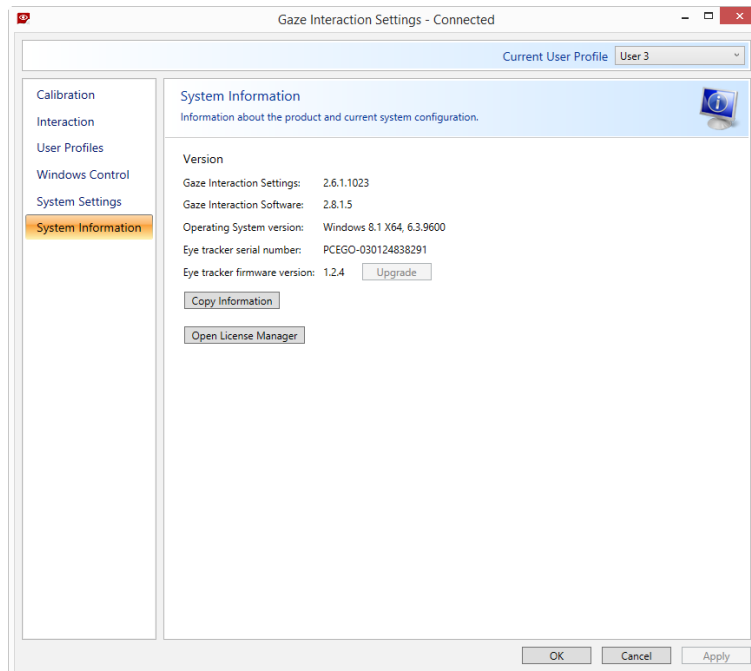 Gaze Interaction Settings - Connected
Current User Profile User 3
Calibration
Interaction
User Profiles
Windows Control
System Settings
System Information
System Information
Information about the product and current system configuration.
Version
Gaze Interaction Settings: 2.6.1.1023
Gaze Interaction Software: 2.8.1.5
Operating System version: Windows 8.1 X64, 6.3.9600
Eye tracker serial number: PCEGO-030124838291
Eye tracker firmware version: 1.2.4 Upgrade
Copy Information
Open License Manager
OK Cancel Apply